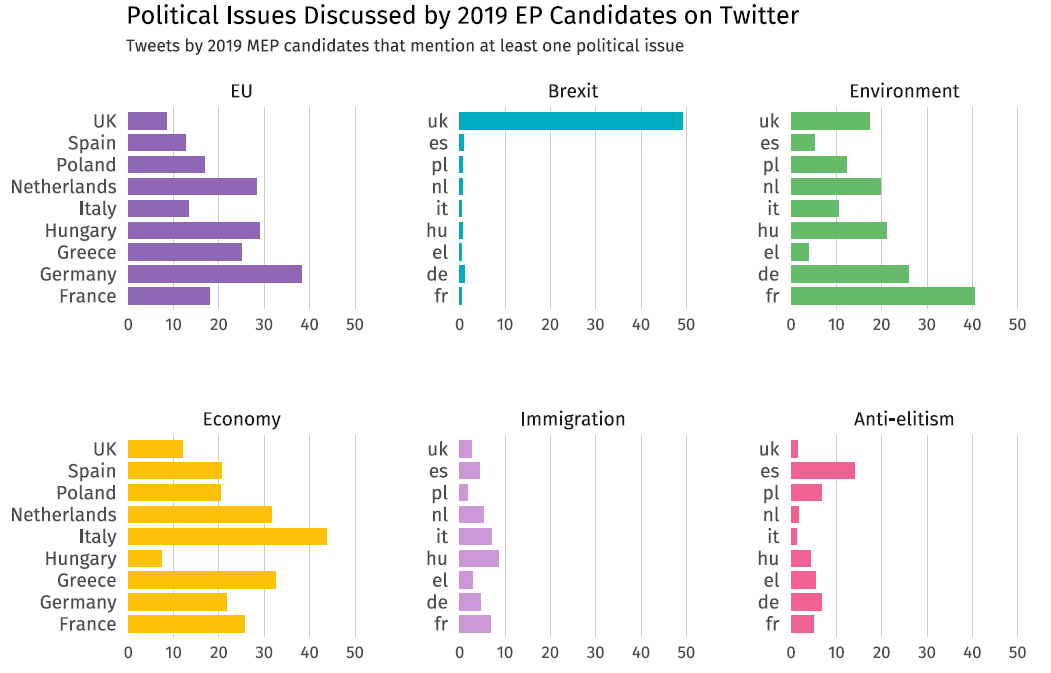 Political Issues Discussed by 2019 EP Candidates on Twitter
Tweets by 2019 MEP candidates that mention at least one political issue
EU
UK
Spain
Poland
Netherlands
Italy
Hungary
Greece
Germany
France
0 10 20 30 40 50
Brexit
uk
es
pl
nl
it
hu
el
de
fr
0 10 20 30 40 50
Environment
uk
es
pl
nl
it
hu
el
de
fr
0 10 20 30 40 50
Economy
UK
Spain
Poland
Netherlands
Italy
Hungary
Greece
Germany
France
0 10 20 30 40 50
Immigration
uk
es
pl
nl
it
hu
el
de
fr
0 10 20 30 40 50
Anti-elitism
uk
es
pl
nl
it
hu
el
de
fr
0 10 20 30 40 50